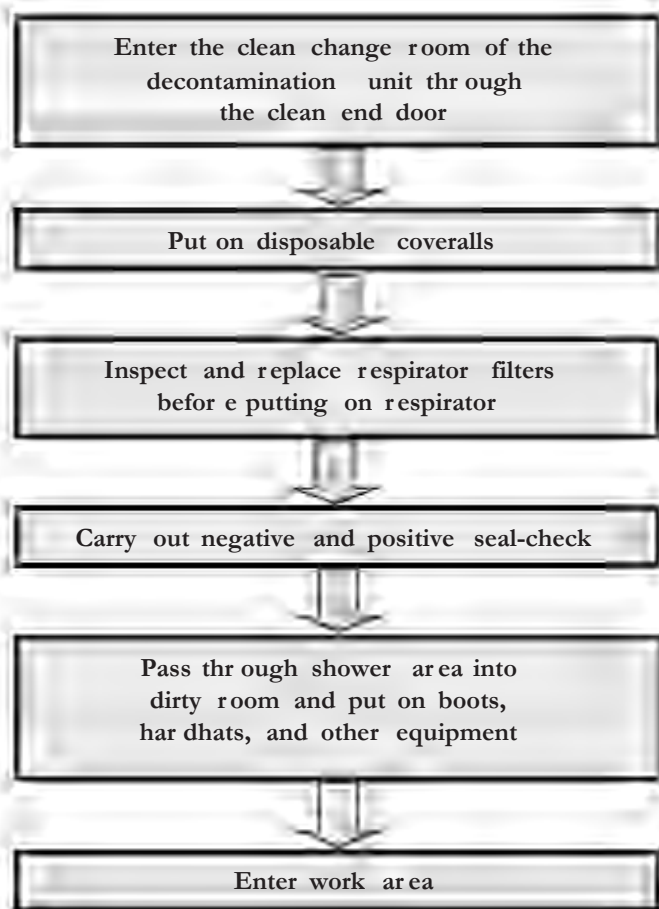 Enter the clean change room of the
decontamination unit through
the clean end door
Put on disposable coveralls
Inspect and replace respirator filters
before putting on respirator
Carry out negative and positive seal-check
Pass through shower area into
dirty room and put on boots,
hardhats, and other equipment
Enter work area